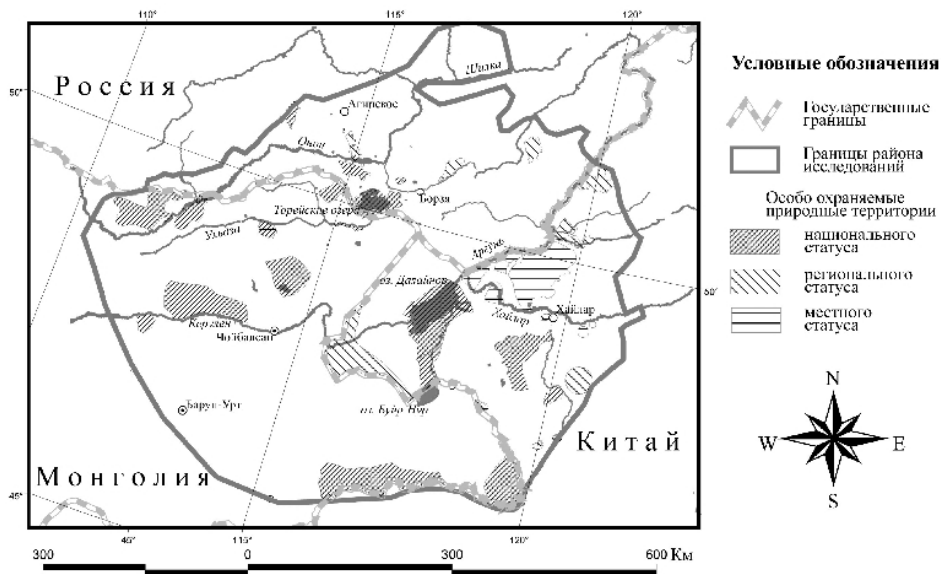 110°
115°
120°
Россия
Шилка
50°
Агинское
Онон
Борзя
Торейские озера
Ульдза
Аргунь
оз. Далайнор
50°
Хайлар
Хайлар
Керулен
Чойбалсан
Барун-Урт
оз. Буйр Нур
Китай
Монголия
45°
45°
115°
120°
300
0
300
600 Км
Условные обозначения
Государственные
границы
Границы района
исследований
Особо охраняемые
природные территории
национального
статуса
регионального
статуса
местного
статуса
N
W
E
S